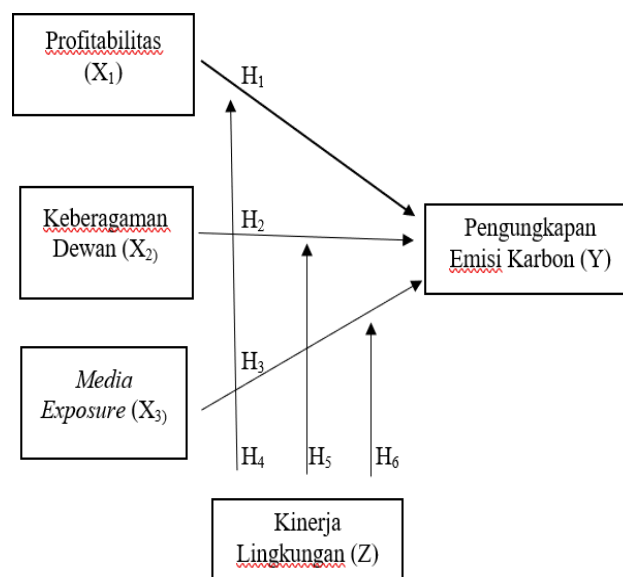 Profitabilitas
(X₁)
H₁
Keberagaman
Dewan (X₂)
H₂
Pengungkapan
Emisi Karbon (Y)
Media
Exposure (X₃)
H₃
H₄
H₅
H₆
Kinerja
Lingkungan (Z)